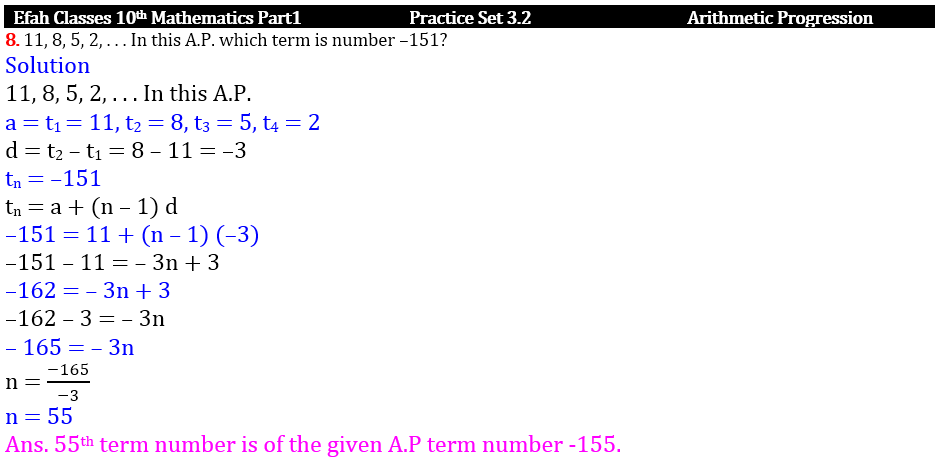 Efah Classes 10th Mathematics Part1 Practice Set 3.2 Arithmetic Progression
8. 11, 8, 5, 2, . . . In this A.P. which term is number –151?
Solution
11, 8, 5, 2, . . . In this A.P.
a = t₁ = 11, t₂ = 8, t₃ = 5, t₄ = 2
d = t₂ – t₁ = 8 – 11 = –3
tₙ = –151
tₙ = a + (n – 1) d
–151 = 11 + (n – 1) (–3)
–151 – 11 = – 3n + 3
–162 = – 3n + 3
–162 – 3 = – 3n
– 165 = – 3n
n = −165/−3
n = 55
Ans. 55th term number is of the given A.P term number -155.